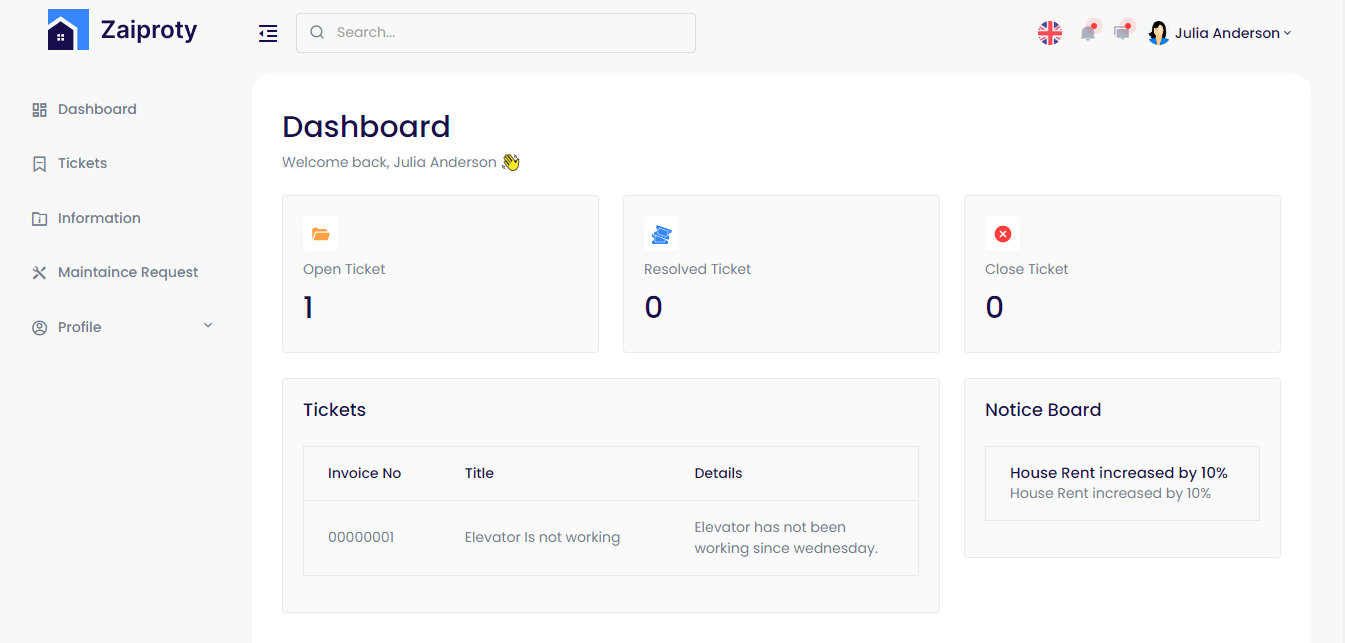 Zaiproty
Search...
Julia Anderson
Dashboard
Tickets
Information
Maintaince Request
Profile
Dashboard
Welcome back, Julia Anderson
Open Ticket
1
Resolved Ticket
0
Close Ticket
0
Tickets
Invoice No Title Details
00000001 Elevator Is not working Elevator has not been
working since wednesday.
Notice Board
House Rent increased by 10%
House Rent increased by 10%